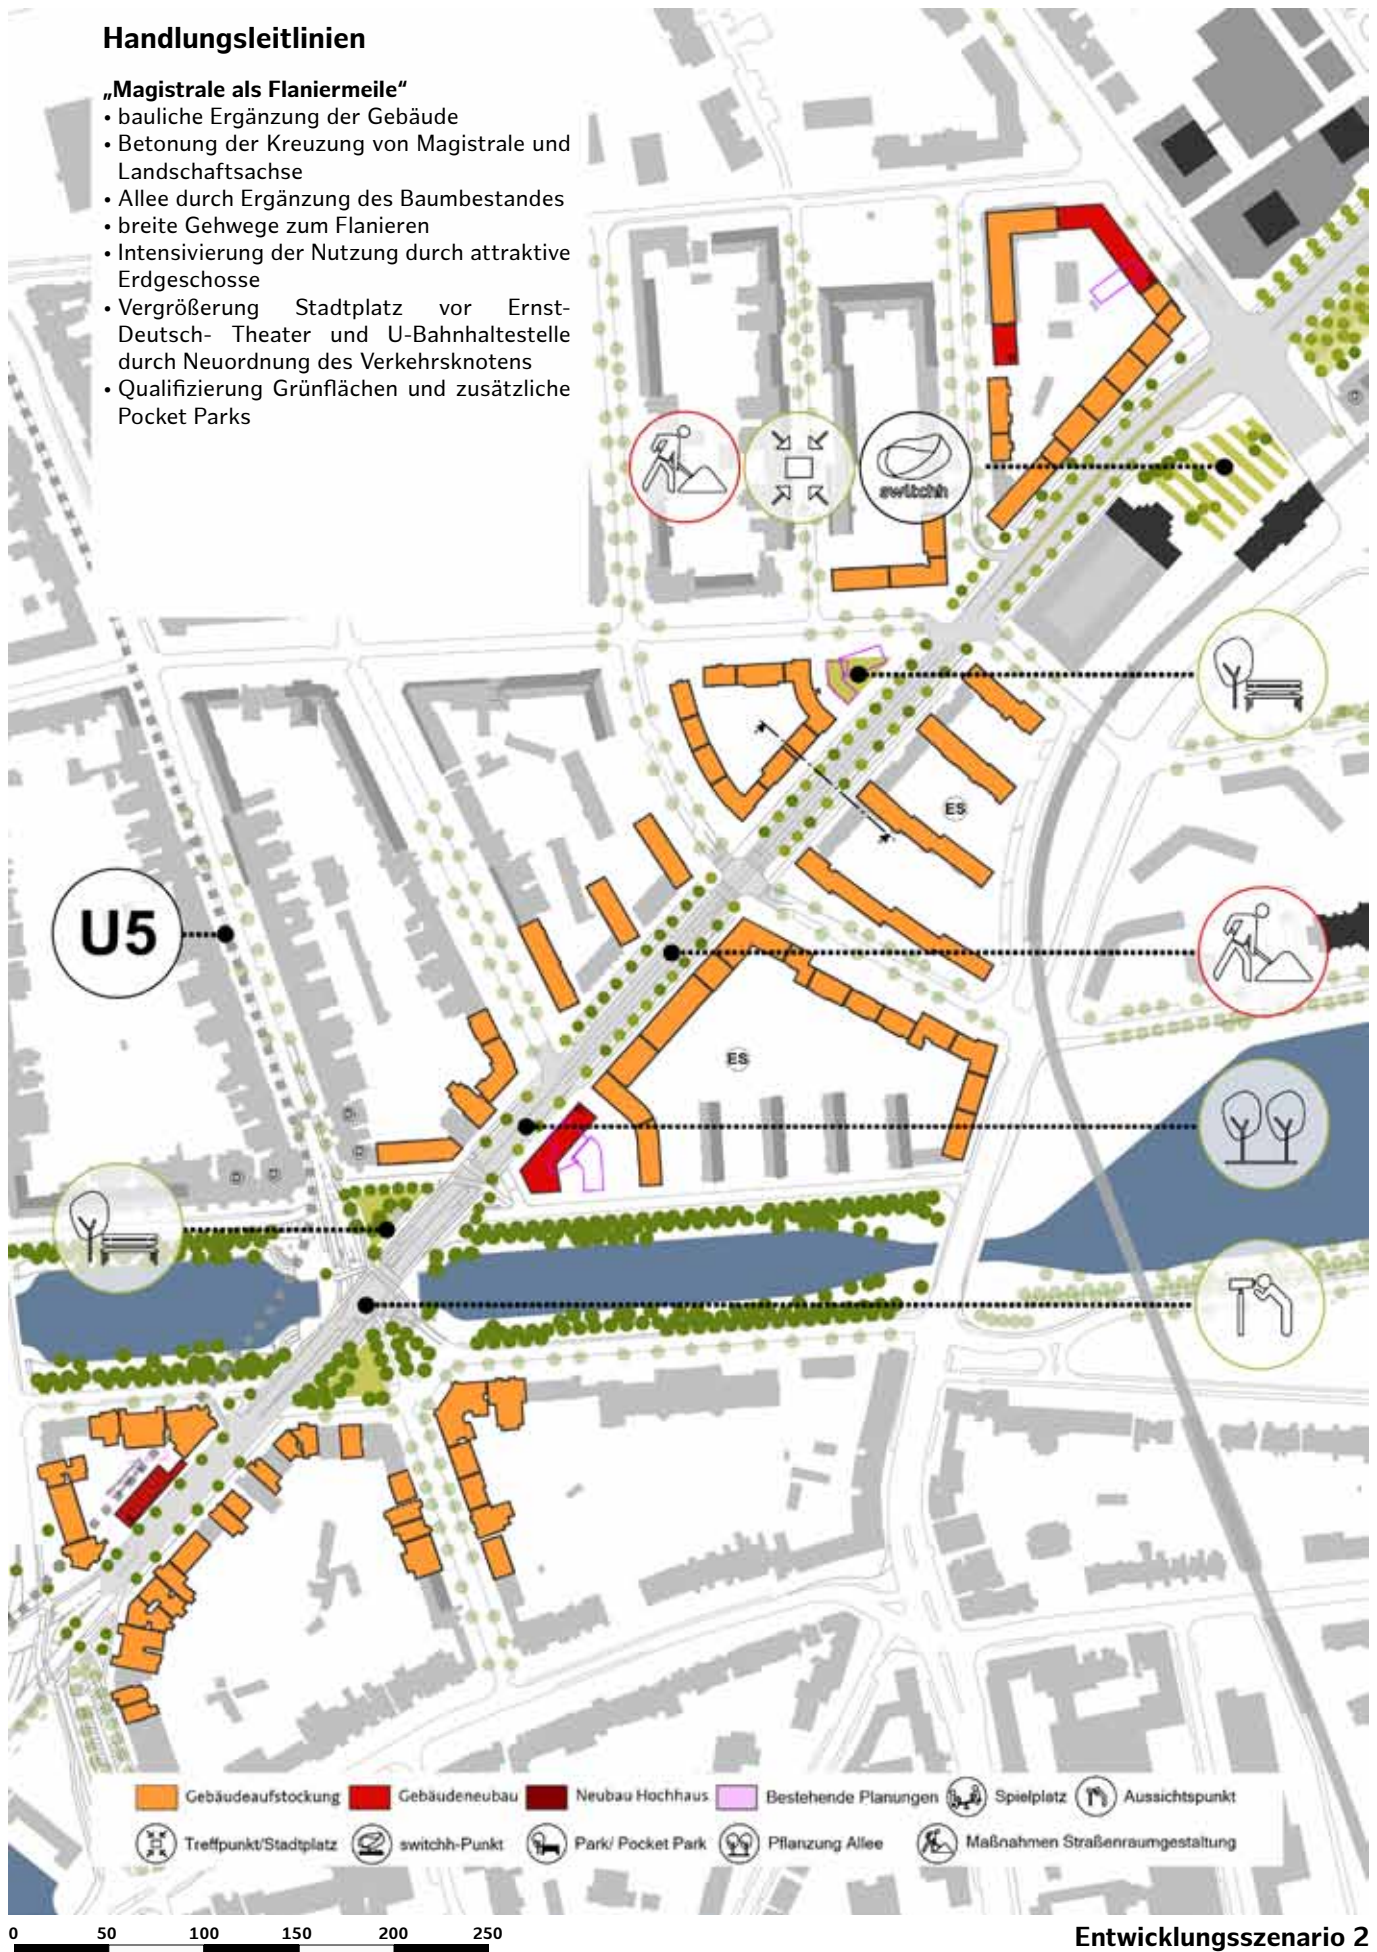 Handlungsleitlinien
„Magistrale als Flaniermeile“
• bauliche Ergänzung der Gebäude
• Betonung der Kreuzung von Magistrale und
Landschaftsachse
• Allee durch Ergänzung des Baumbestandes
• breite Gehwege zum Flanieren
• Intensivierung der Nutzung durch attraktive
Erdgeschosse
• Vergrößerung Stadtplatz vor Ernst-
Deutsch- Theater und U-Bahnhaltestelle
durch Neuordnung des Verkehrsknotens
• Qualifizierung Grünflächen und zusätzliche
Pocket Parks
switchh
ES
U5
ES
Gebäudeaufstockung Gebäudeneubau Neubau Hochhaus Bestehende Planungen Spielplatz Aussichtspunkt
Treffpunkt/Stadtplatz switchh-Punkt Park/ Pocket Park Pflanzung Allee Maßnahmen Straßenraumgestaltung
0 50 100 150 200 250
Entwicklungsszenario 2